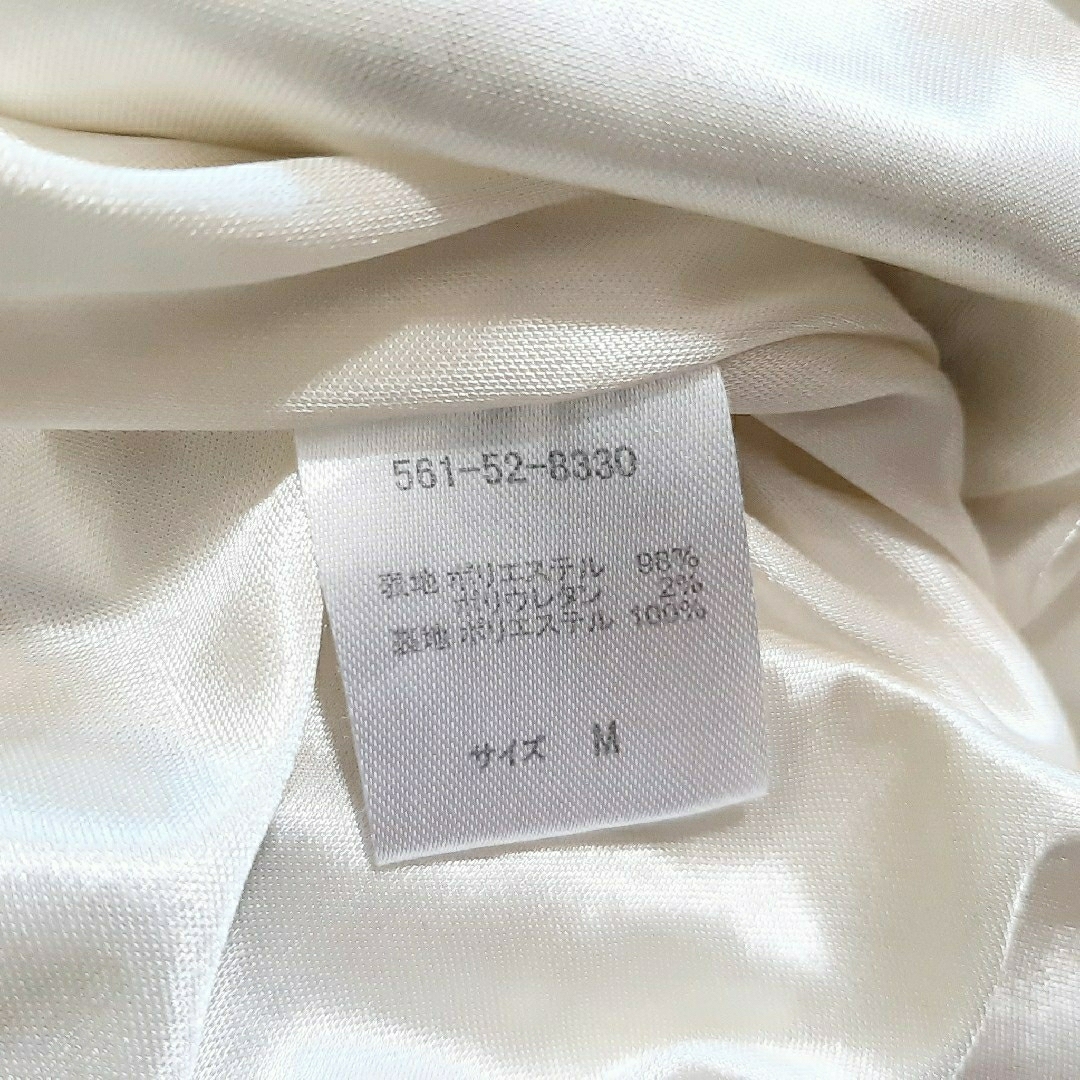 561-52-8330
表地 ポリエステル 98%
ポリウレタン 2%
裏地 ポリエステル 100%
サイズ M